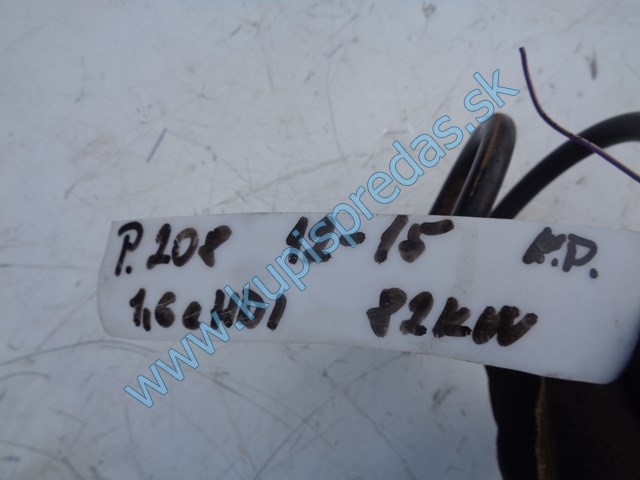 P.208 15 K.D.
1,6 eHDI 82kW
www.kupispredas.sk